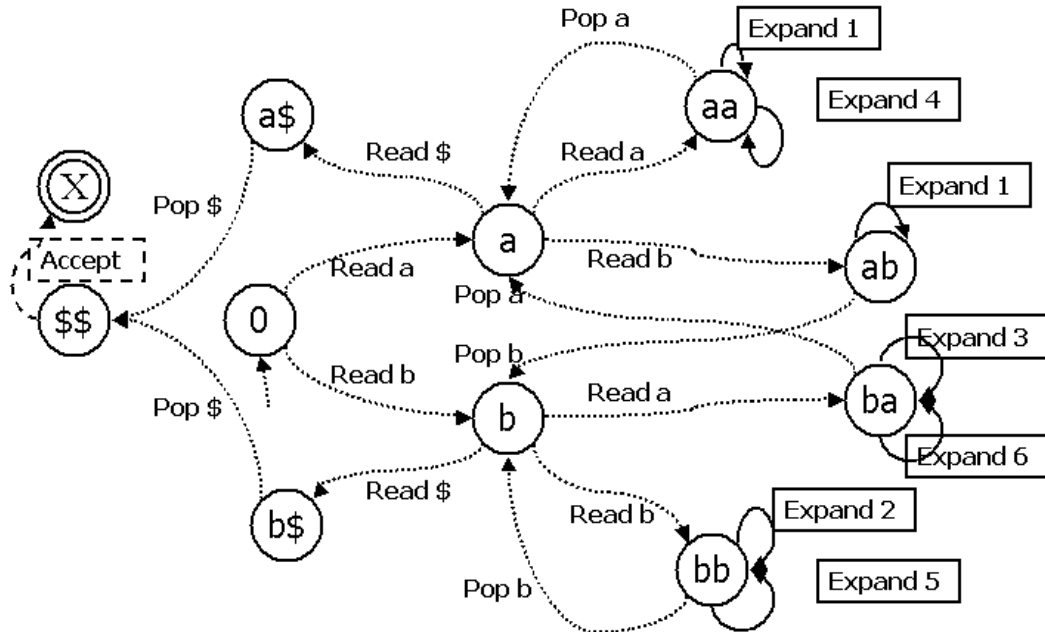 Pop a
Expand 1
aa
Expand 4
a$
Read $
Read a
X
Pop $
Expand 1
a
Accept
Read a
Read b
ab
Pop a
$$
0
Expand 3
Pop b
Read b
Read a
b
ba
Pop $
Expand 6
Read $
Read b
Expand 2
b$
Pop b
bb
Expand 5